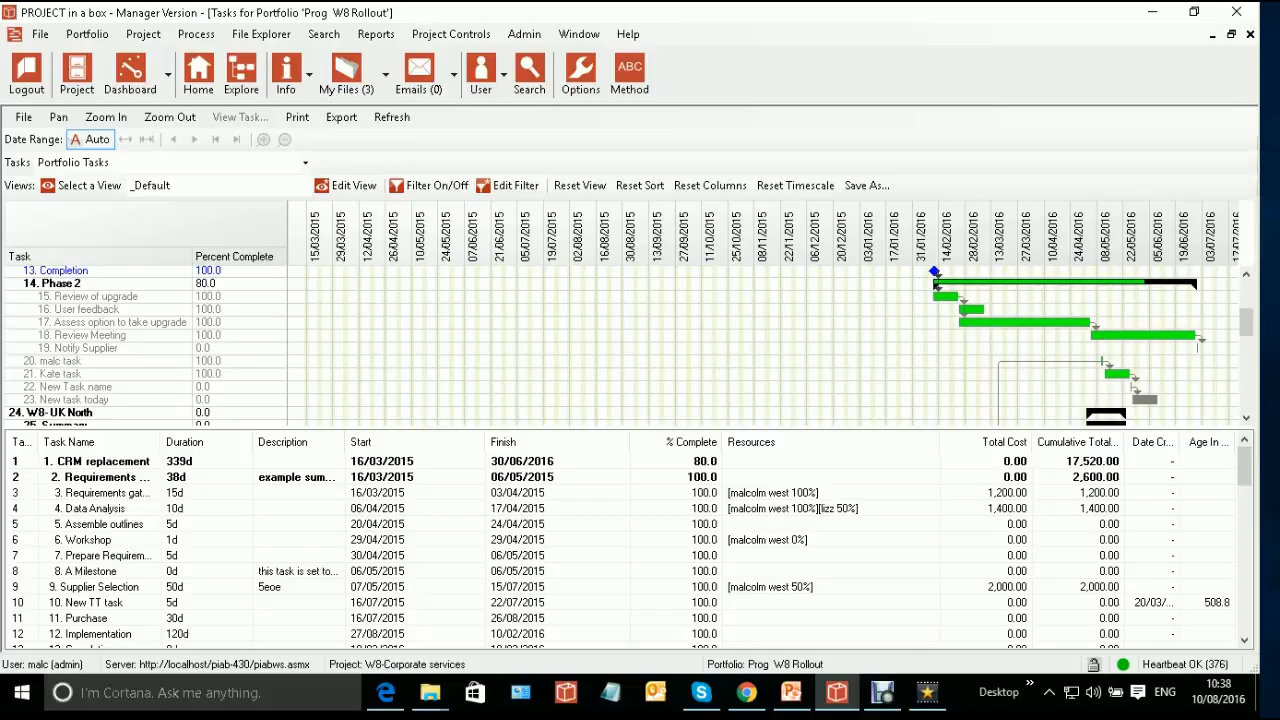 PROJECT in a box - Manager Version - [Tasks for Portfolio 'Prog W8 Rollout']
File Portfolio Project Process File Explorer Search Reports Project Controls Admin Window Help
ABC
Logout Project Dashboard Home Explore Info My Files (3) Emails (0) User Search Options Method
File Pan Zoom In Zoom Out View Task... Print Export Refresh
Date Range: A Auto
Tasks Portfolio Tasks
Views: Select a View _Default Edit View Filter On/Off Edit Filter Reset View Reset Sort Reset Columns Reset Timescale Save As...
15/03/2015 29/03/2015 12/04/2015 26/04/2015 10/05/2015 24/05/2015 07/06/2015 21/06/2015 05/07/2015 19/07/2015 02/08/2015 16/08/2015 30/08/2015 13/09/2015 27/09/2015 11/10/2015 25/10/2015 08/11/2015 22/11/2015 06/12/2015 20/12/2015 03/01/2016 17/01/2016 31/01/2016 14/02/2016 28/02/2016 13/03/2016 27/03/2016 10/04/2016 24/04/2016 08/05/2016 22/05/2016 05/06/2016 19/06/2016 03/07/2016
Task Percent Complete
13. Completion 100.0
14. Phase 2 80.0
15. Review of upgrade 100.0
16. User feedback 100.0
17. Assess option to take upgrade 100.0
18. Review Meeting 100.0
19. Notify Supplier 0.0
20. malc task 100.0
21. Kate task 100.0
22. New Task name 0.0
23. New task today 0.0
24. W8- UK North 0.0
Ta... Task Name Duration Description Start Finish % Complete Resources Total Cost Cumulative Total... Date Cr... Age In ...
1 1. CRM replacement 339d 16/03/2015 30/06/2016 80.0 0.00 17,520.00 -
2 2. Requirements ... 38d example sum... 16/03/2015 06/05/2015 100.0 0.00 2,600.00 -
3 3. Requirements gat... 15d 16/03/2015 03/04/2015 100.0 [malcolm west 100%] 1,200.00 1,200.00 -
4 4. Data Analysis 10d 06/04/2015 17/04/2015 100.0 [malcolm west 100%][lizz 50%] 1,400.00 1,400.00 -
5 5. Assemble outlines 5d 20/04/2015 24/04/2015 100.0 0.00 0.00 -
6 6. Workshop 1d 29/04/2015 29/04/2015 100.0 [malcolm west 0%] 0.00 0.00 -
7 7. Prepare Requirem... 5d 30/04/2015 06/05/2015 100.0 0.00 0.00 -
8 8. A Milestone 0d this task is set to... 06/05/2015 06/05/2015 100.0 0.00 0.00 -
9 9. Supplier Selection 50d 5eoe 07/05/2015 15/07/2015 100.0 [malcolm west 50%] 2,000.00 2,000.00 -
10 10. New TT task 5d 16/07/2015 22/07/2015 100.0 0.00 0.00 20/03/... 508.8
11 11. Purchase 30d 16/07/2015 26/08/2015 100.0 0.00 0.00 -
12 12. Implementation 120d 27/08/2015 10/02/2016 100.0 0.00 0.00 -
User: malc (admin) Server: http://localhost/piab-430/piabws.asmx Project: W8-Corporate services Portfolio: Prog W8 Rollout Heartbeat OK (376)
I'm Cortana. Ask me anything. Desktop ENG 10:38
10/08/2016